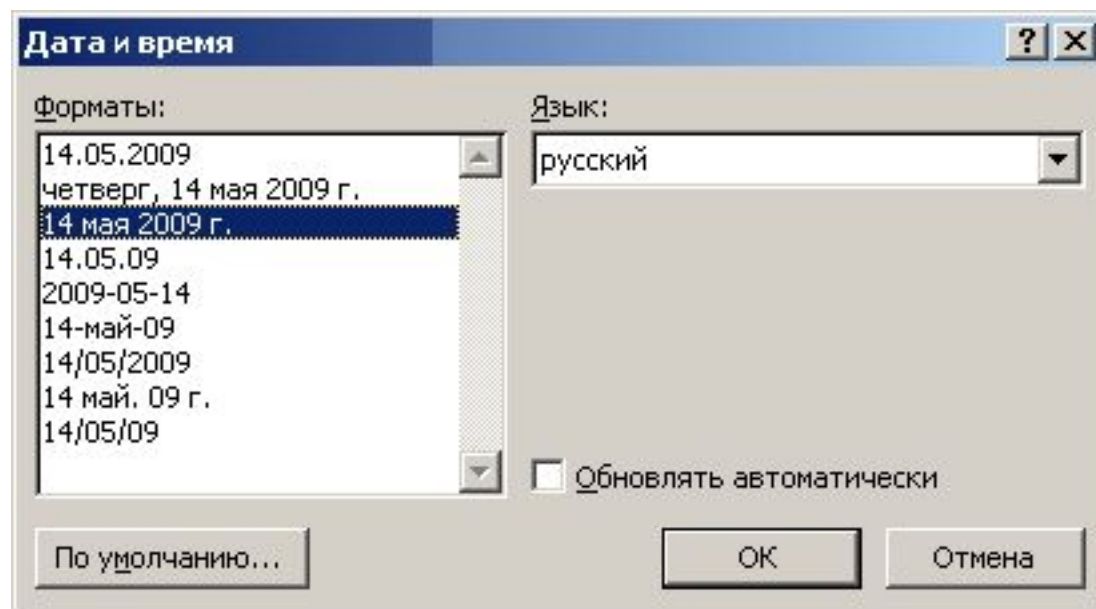 Дата и время
Форматы:
14.05.2009
четверг, 14 мая 2009 г.
14 мая 2009 г.
14.05.09
2009-05-14
14-май-09
14/05/2009
14 май. 09 г.
14/05/09
Язык:
русский
Обновлять автоматически
По умолчанию...
ОК
Отмена